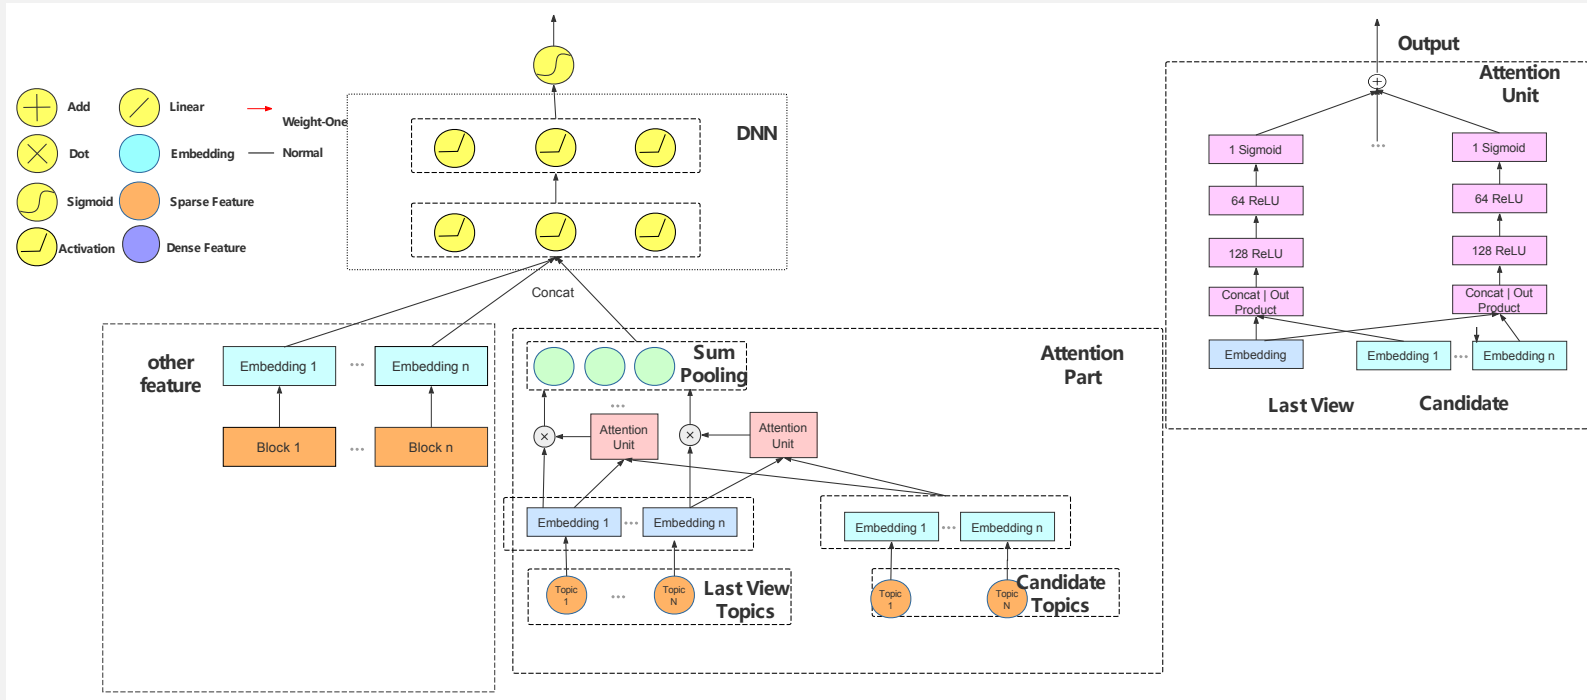 Add
Linear
Weight-One
Dot
Embedding
Normal
Sigmoid
Sparse Feature
Activation
Dense Feature
DNN
Concat
other
feature
Embedding 1
...
Embedding n
Block 1
...
Block n
Sum
Pooling
Attention
Part
...
Attention
Unit
Attention
Unit
Embedding 1
...
Embedding n
Embedding 1
...
Embedding n
Topic
1
...
Topic
N
Last View
Topics
Topic
1
Topic
N
Candidate
Topics
Output
Attention
Unit
1 Sigmoid
...
1 Sigmoid
64 ReLU
64 ReLU
128 ReLU
128 ReLU
Concat | Out
Product
Concat | Out
Product
Embedding
Embedding 1
...
Embedding n
Last View
Candidate